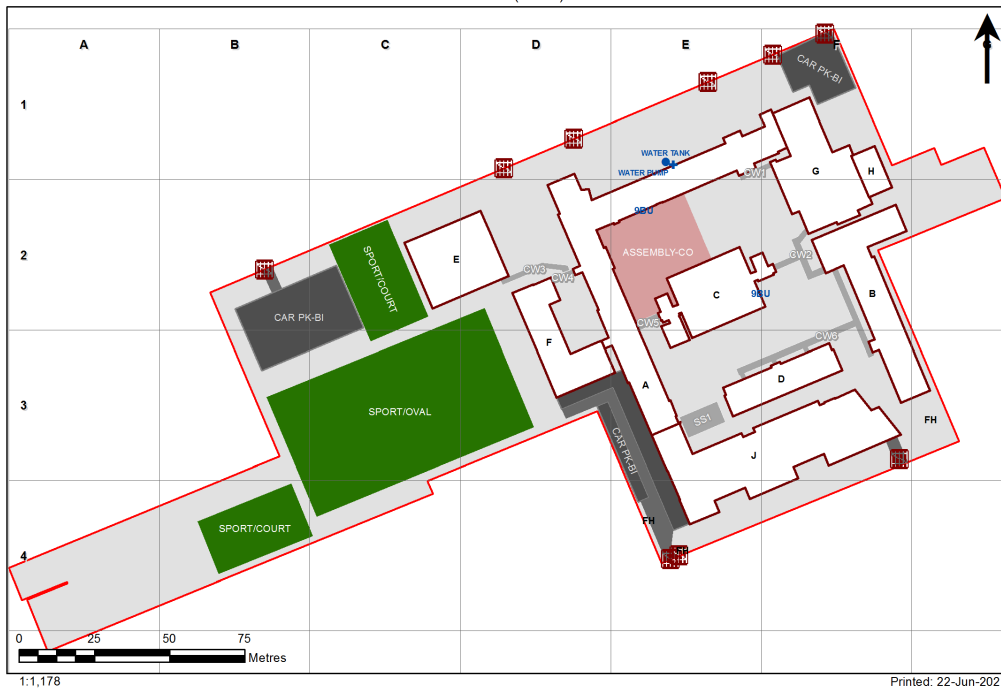 A
B
C
D
E
F
G
1
CAR PK-BI
WATER TANK
WATER BUMP
CW1
G
H
9BU
2
SPORT/COURT
E
ASSEMBLY-CO
CW2
CW3
CW4
C
9BU
B
CAR PK-BI
CW5
CW6
F
D
3
A
SPORT/OVAL
SS1
FH
CAR PK-BI
J
FH
SPORT/COURT
4
0 25 50 75
Metres
1:1,178
Printed: 22-Jun-202